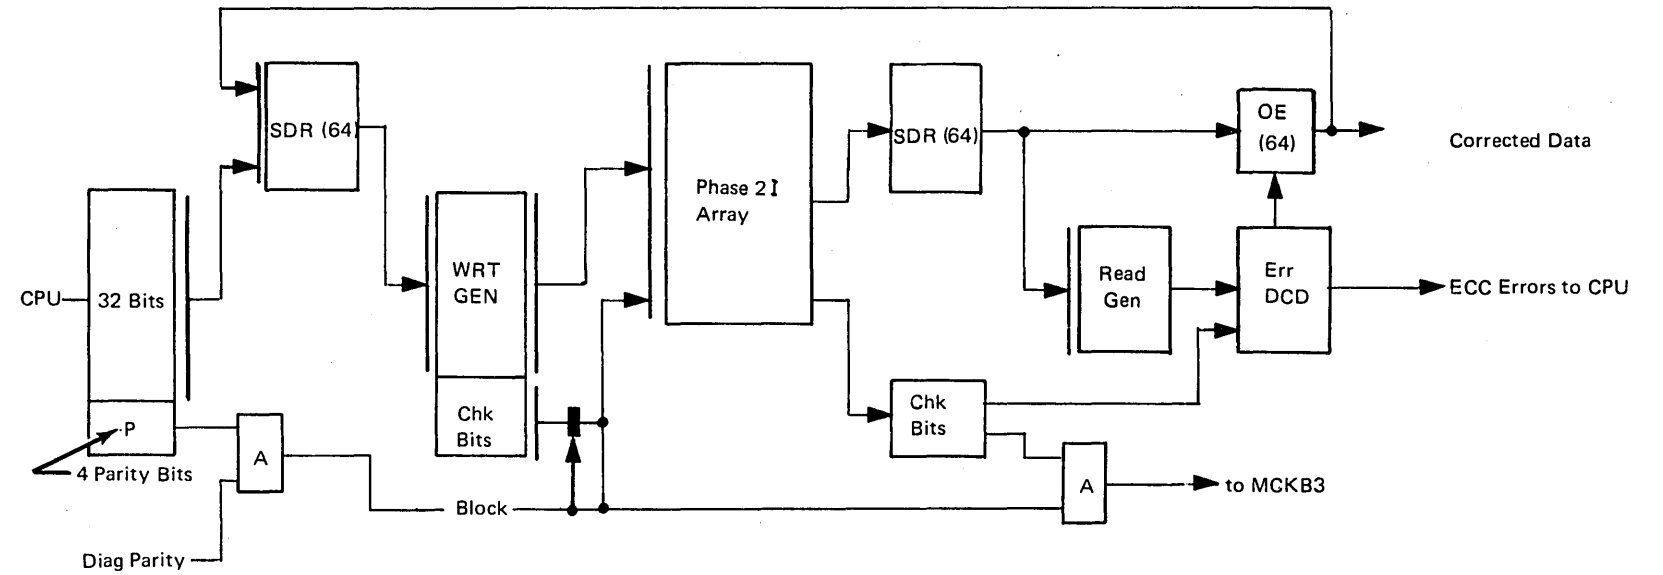 SDR (64)
SDR (64)
OE
(64)
Corrected Data
Phase 2I
Array
WRT
GEN
Read
Gen
Err
DCD
CPU
32 Bits
ECC Errors to CPU
Chk
Bits
Chk
Bits
P
4 Parity Bits
A
A
to MCKB3
Block
Diag Parity